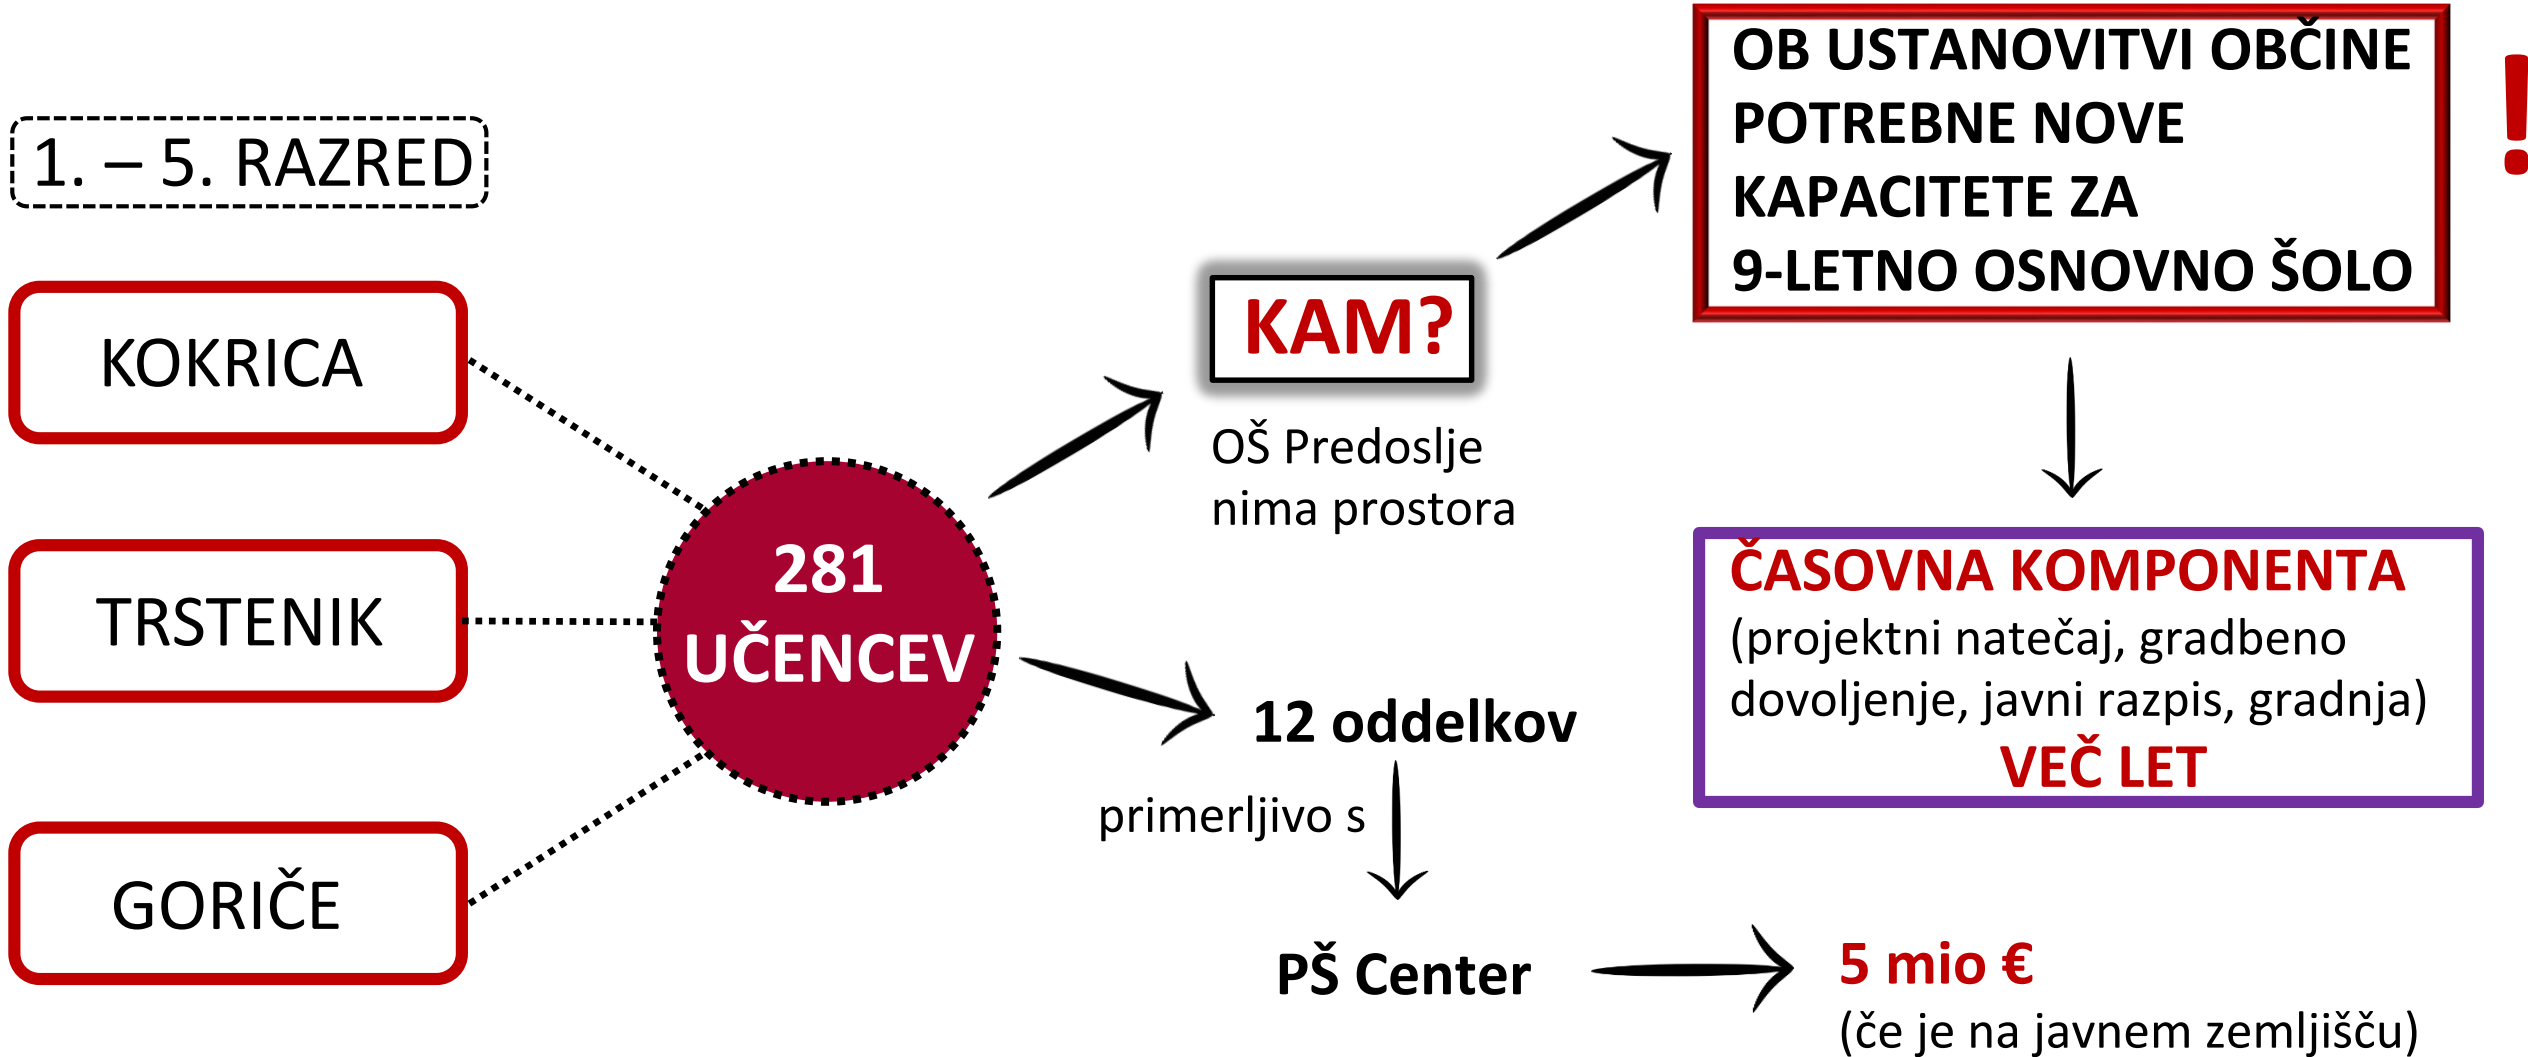 1. – 5. RAZRED
KOKRICA
TRSTENIK
GORIČE
281
UČENCEV
KAM?
OŠ Predoslje
nima prostora
12 oddelkov
primerljivo s
PŠ Center
5 mio €
(če je na javnem zemljišču)
OB USTANOVITVI OBČINE
POTREBNE NOVE
KAPACITETE ZA
9-LETNO OSNOVNO ŠOLO
!
ČASOVNA KOMPONENTA
(projektni natečaj, gradbeno
dovoljenje, javni razpis, gradnja)
VEČ LET